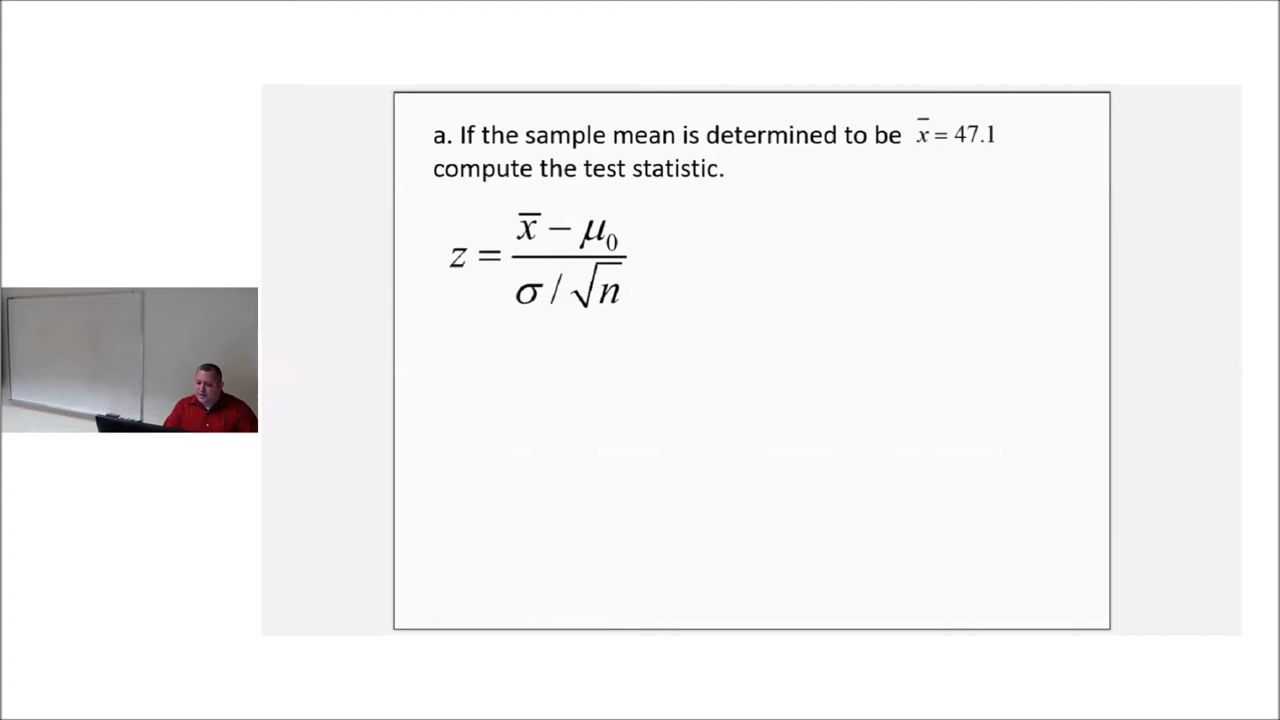 a. If the sample mean is determined to be x̄ = 47.1
compute the test statistic.
z = (x̄ − μ₀) / (σ / √n)